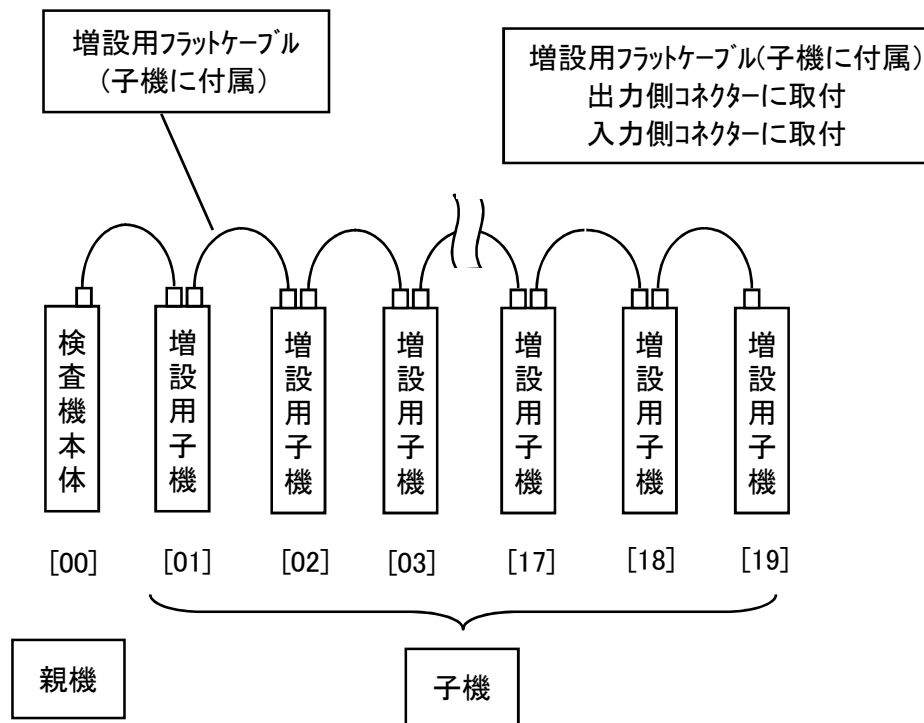 増設用フラットケーブル
(子機に付属)
増設用フラットケーブル(子機に付属)
出力側コネクターに取付
入力側コネクターに取付
検査機本体
増設用子機
増設用子機
増設用子機
増設用子機
増設用子機
増設用子機
[00]
[01]
[02]
[03]
[17]
[18]
[19]
親機
子機